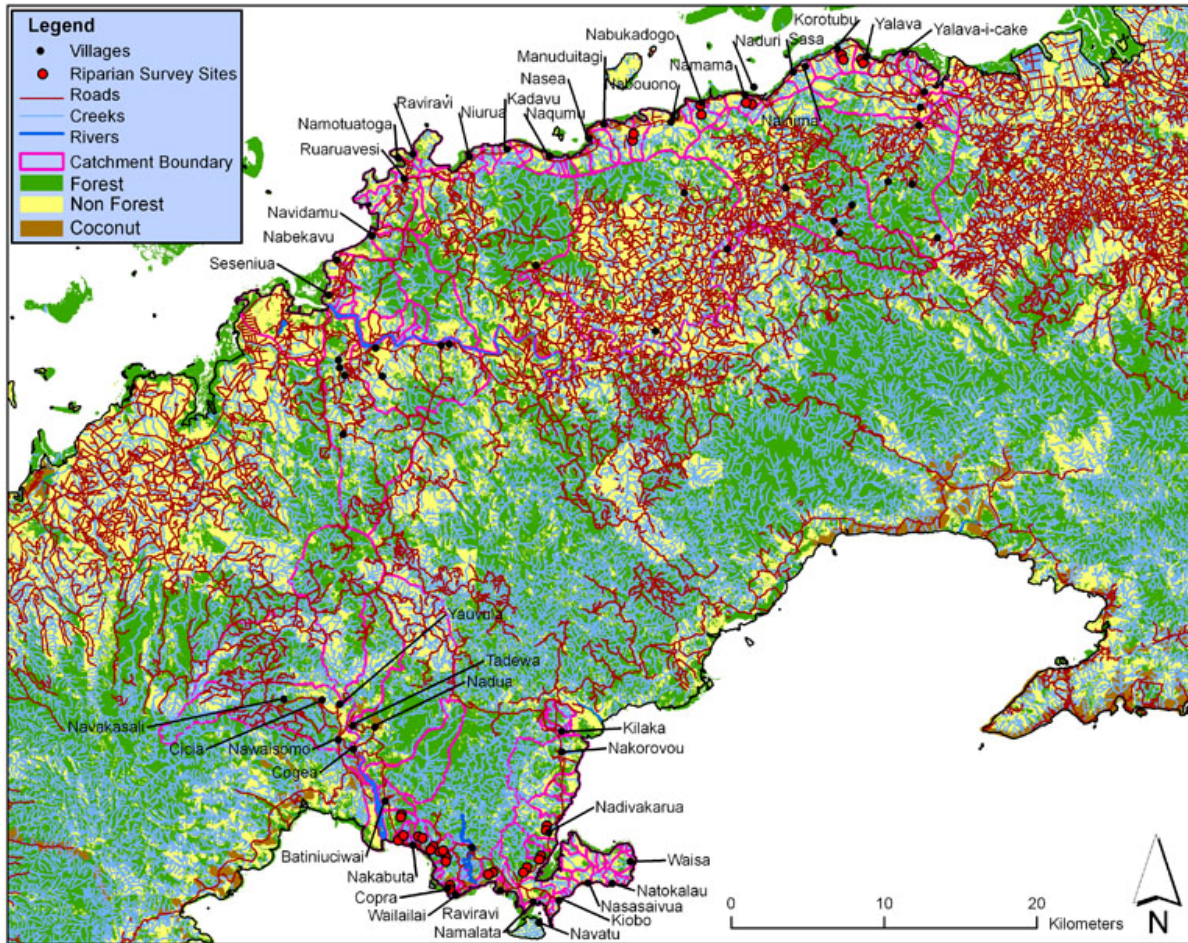 Legend
Villages
Riparian Survey Sites
Roads
Creeks
Rivers
Catchment Boundary
Forest
Non Forest
Coconut
Korotubu
Yalava
Nabukadogo
Naduri
Sasa
Yalava-i-cake
Manuduitagi
Namama
Nasea
Nabouono
Raviravi
Kadavu
Niurua
Naqumu
Namotuatoga
Ruaruavesi
Navidamu
Nabekavu
Seseniua
Yauvula
Tadewa
Nadua
Navakasali
Cicia
Nawaisomo
Cogea
Kilaka
Nakorovou
Nadivakarua
Batiniuciwai
Waisa
Nakabuta
Natokalau
Copra
Nasasaivua
Wailailai
Raviravi
Kiobo
Namalata
Navatu
0 10 20
Kilometers
N